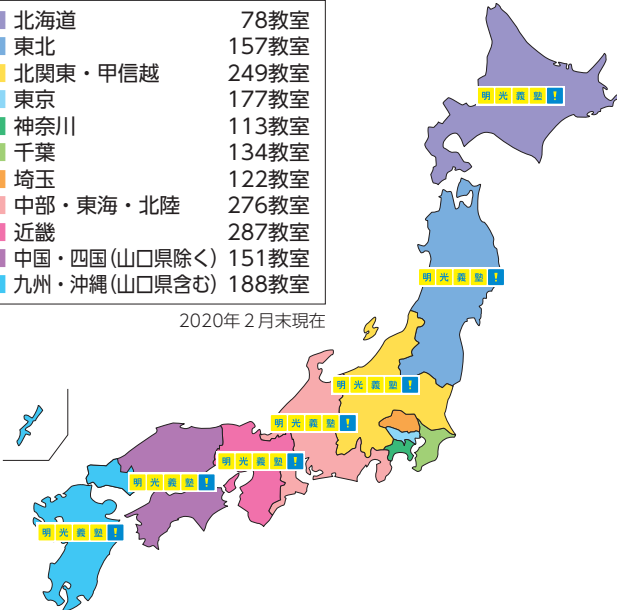 北海道 78教室
東北 157教室
北関東・甲信越 249教室
東京 177教室
神奈川 113教室
千葉 134教室
埼玉 122教室
中部・東海・北陸 276教室
近畿 287教室
中国・四国(山口県除く) 151教室
九州・沖縄(山口県含む) 188教室
2020年2月末現在
明光義塾!
明光義塾!
明光義塾!
明光義塾!
明光義塾!
明光義塾!
明光義塾!